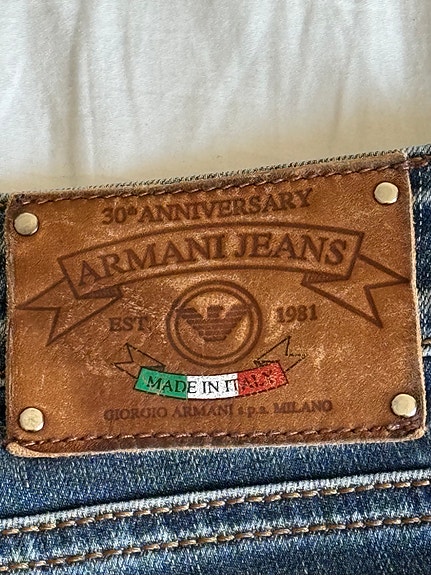 30th ANNIVERSARY
ARMANI JEANS
EST. 1981
MADE IN ITALY
GIORGIO ARMANI s.p.a. MILANO